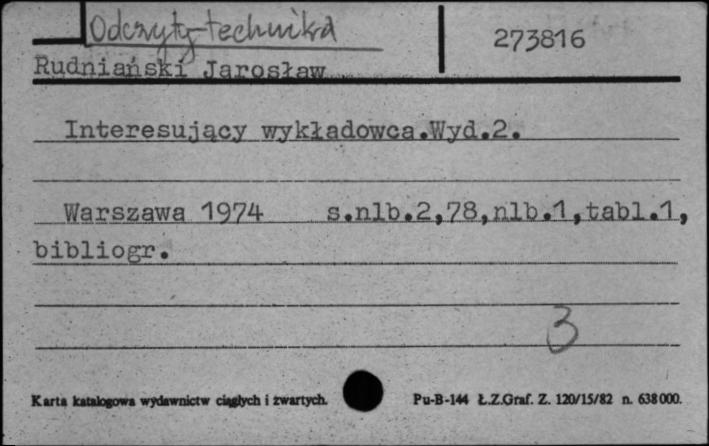 Odczyty-technika
273816
Rudniański Jarosław
Interesujący wykładowca.Wyd.2.
Warszawa 1974 s.nlb.2,78,nlb.1,tabl.1,
bibliogr.
3
Karta katalogowa wydawnictw ciągłych i zwartych. Pu-B-144 Ł.Z.Graf. Z. 120/15/82 n. 638000.